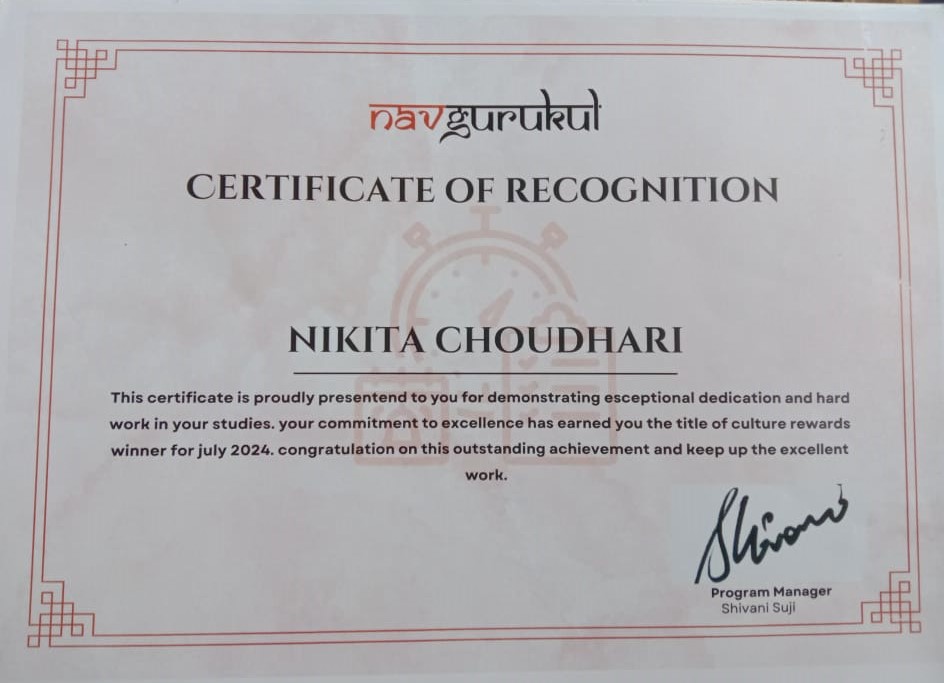 navgurukul
CERTIFICATE OF RECOGNITION
NIKITA CHOUDHARI
This certificate is proudly presentend to you for demonstrating esceptional dedication and hard
work in your studies. your commitment to excellence has earned you the title of culture rewards
winner for july 2024. congratulation on this outstanding achievement and keep up the excellent
work.
Shivani
Program Manager
Shivani Suji